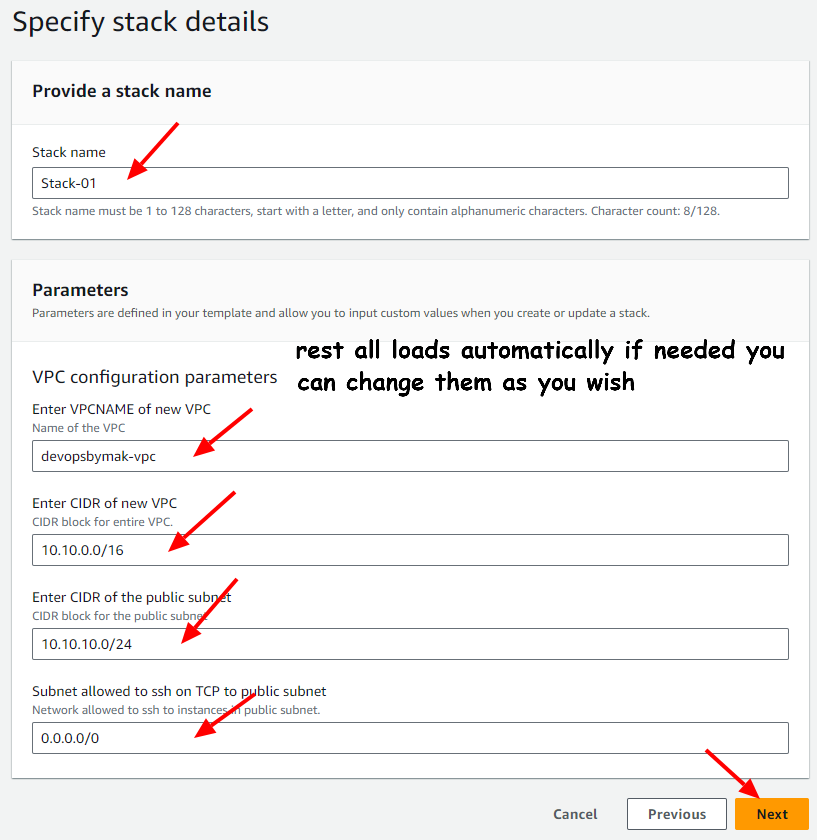 Specify stack details
Provide a stack name
Stack name
Stack-01
Stack name must be 1 to 128 characters, start with a letter, and only contain alphanumeric characters. Character count: 8/128.
Parameters
Parameters are defined in your template and allow you to input custom values when you create or update a stack.
rest all loads automatically if needed you
can change them as you wish
VPC configuration parameters
Enter VPCNAME of new VPC
Name of the VPC
devopsbymak-vpc
Enter CIDR of new VPC
CIDR block for entire VPC.
10.10.0.0/16
Enter CIDR of the public subnet
CIDR block for the public subnet
10.10.10.0/24
Subnet allowed to ssh on TCP to public subnet
Network allowed to ssh to instances in public subnet.
0.0.0.0/0
Cancel
Previous
Next